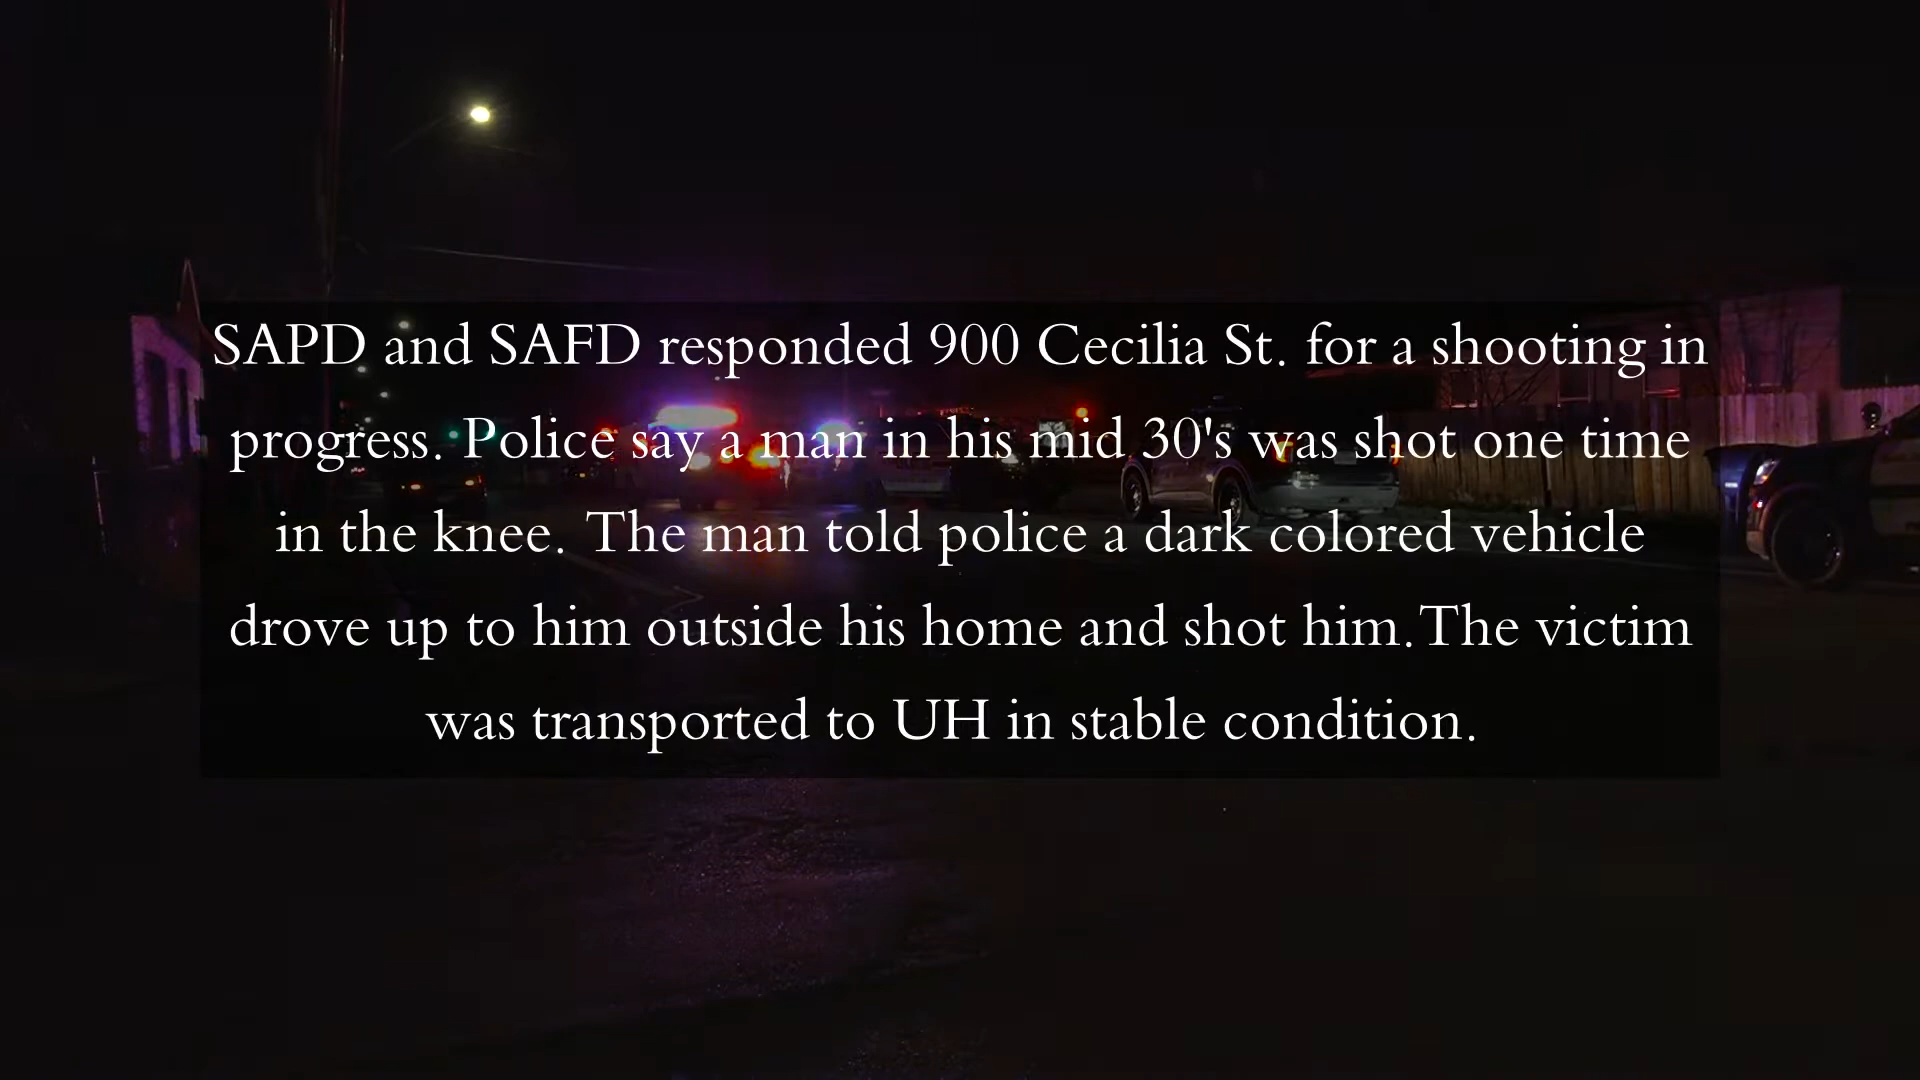 SAPD and SAFD responded 900 Cecilia St. for a shooting in
progress. Police say a man in his mid 30's was shot one time
in the knee. The man told police a dark colored vehicle
drove up to him outside his home and shot him.The victim
was transported to UH in stable condition.